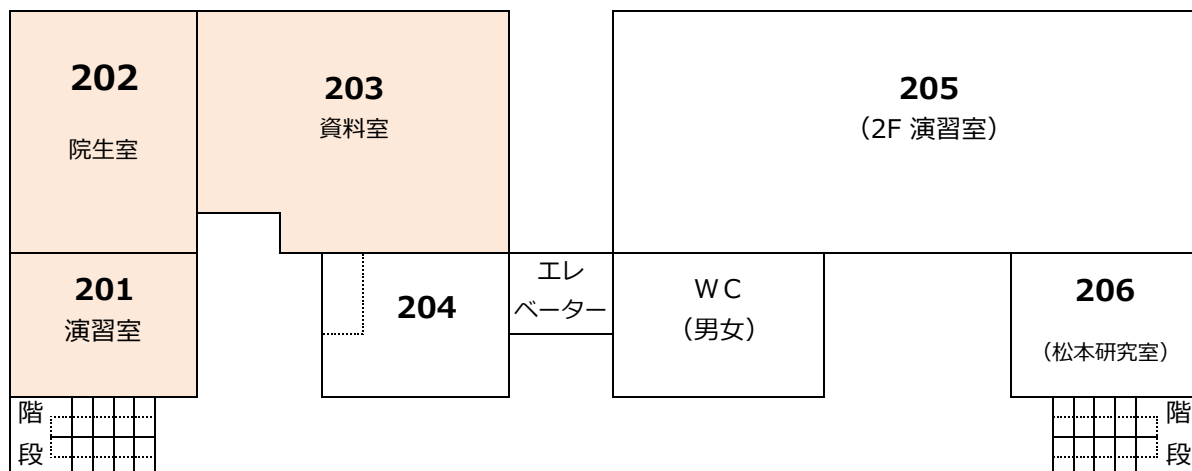 202
院生室
203
資料室
205
（2F 演習室）
201
演習室
204
エレ
ベーター
ＷＣ
（男女）
206
（松本研究室）
階
段
階
段